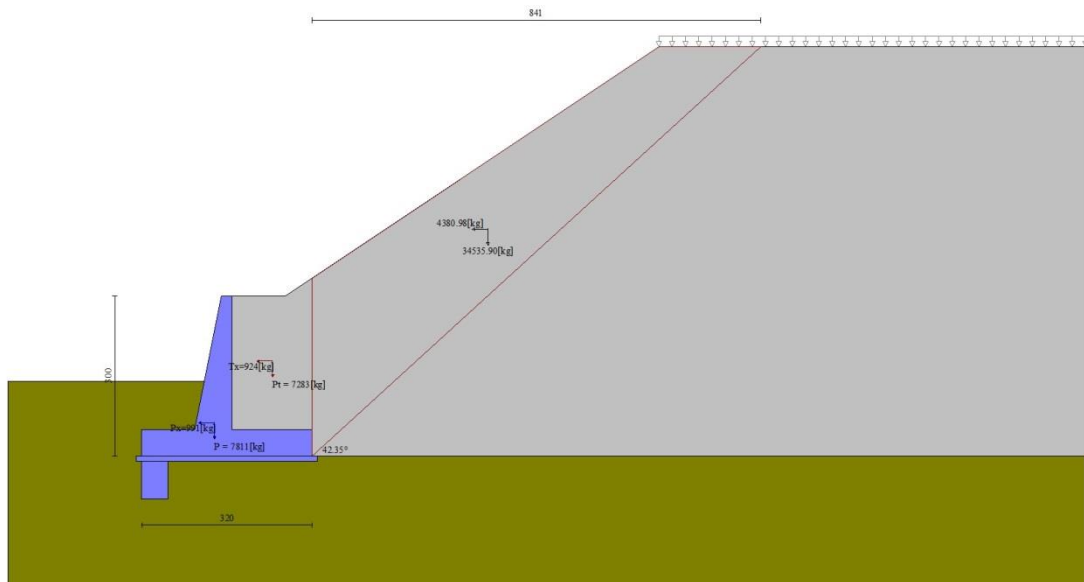 841
4380.98[kg]
34535.90[kg]
300
Tx=924[kg]
Pt = 7283[kg]
Px=991[kg]
P = 7811[kg]
42.35°
320